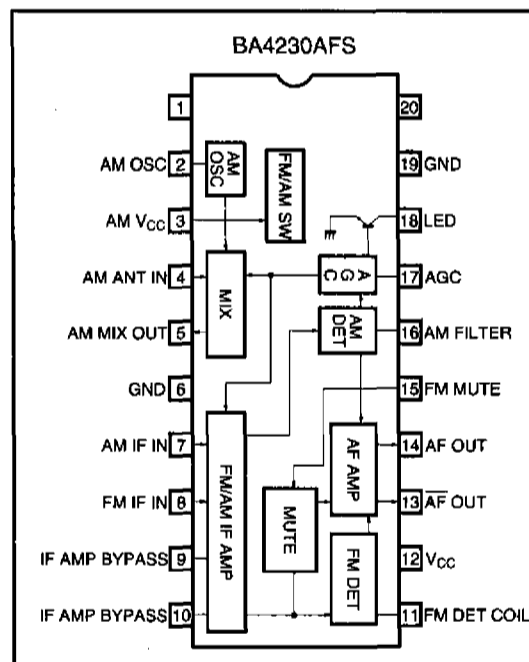 BA4230AFS
1
20
AM OSC 2
AM OSC
FM/AM SW
19 GND
AM VCC 3
18 LED
AM ANT IN 4
MIX
AGC
17 AGC
AM MIX OUT 5
AM DET
16 AM FILTER
GND 6
15 FM MUTE
AM IF IN 7
FM/AM IF AMP
AF AMP
14 AF OUT
FM IF IN 8
MUTE
13 A̅F̅ OUT
IF AMP BYPASS 9
FM DET
12 VCC
IF AMP BYPASS 10
11 FM DET COIL